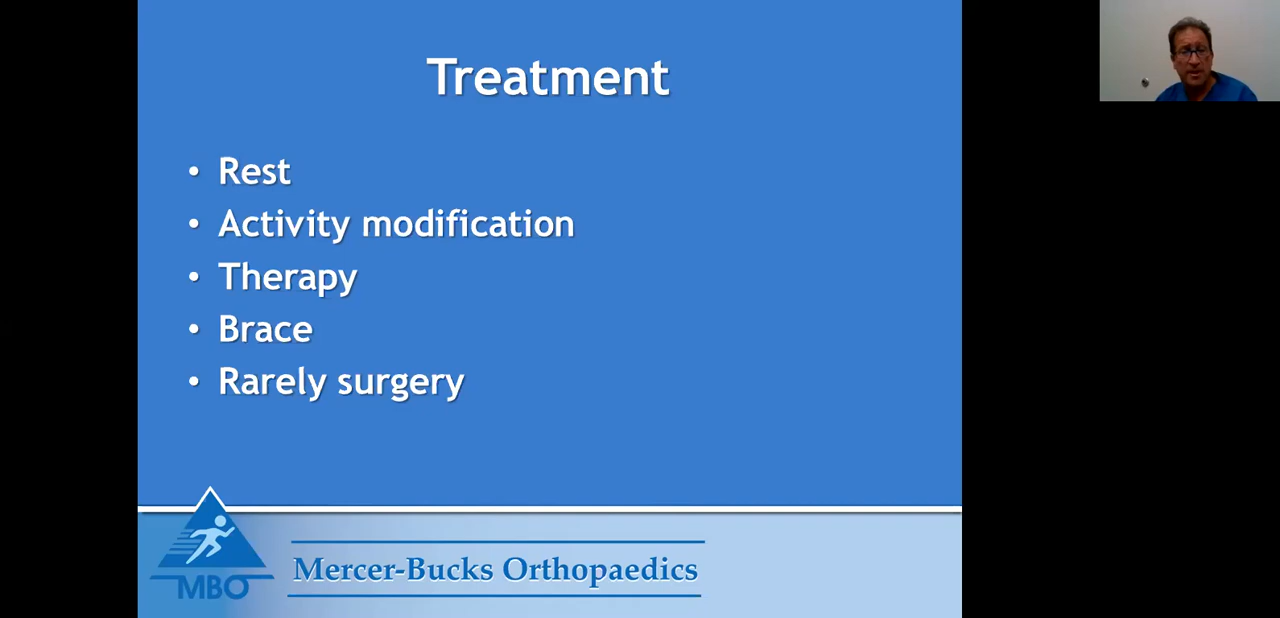 Treatment
• Rest
• Activity modification
• Therapy
• Brace
• Rarely surgery
MBO
Mercer-Bucks Orthopaedics